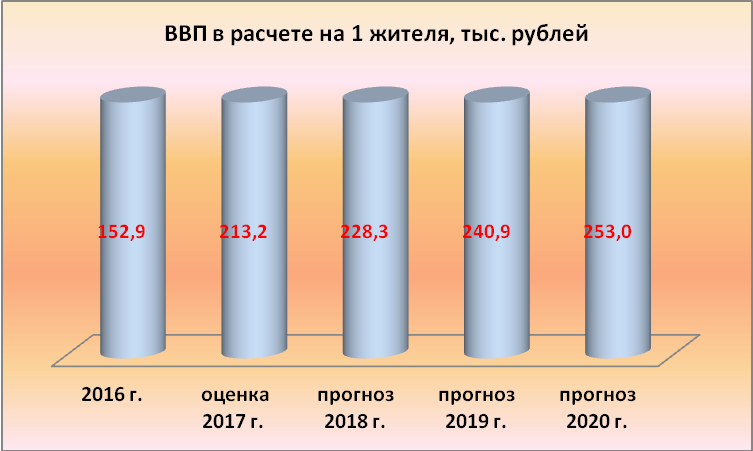 ВВП в расчете на 1 жителя, тыс. рублей
152,9 213,2 228,3 240,9 253,0
2016 г. оценка прогноз прогноз прогноз
2017 г. 2018 г. 2019 г. 2020 г.